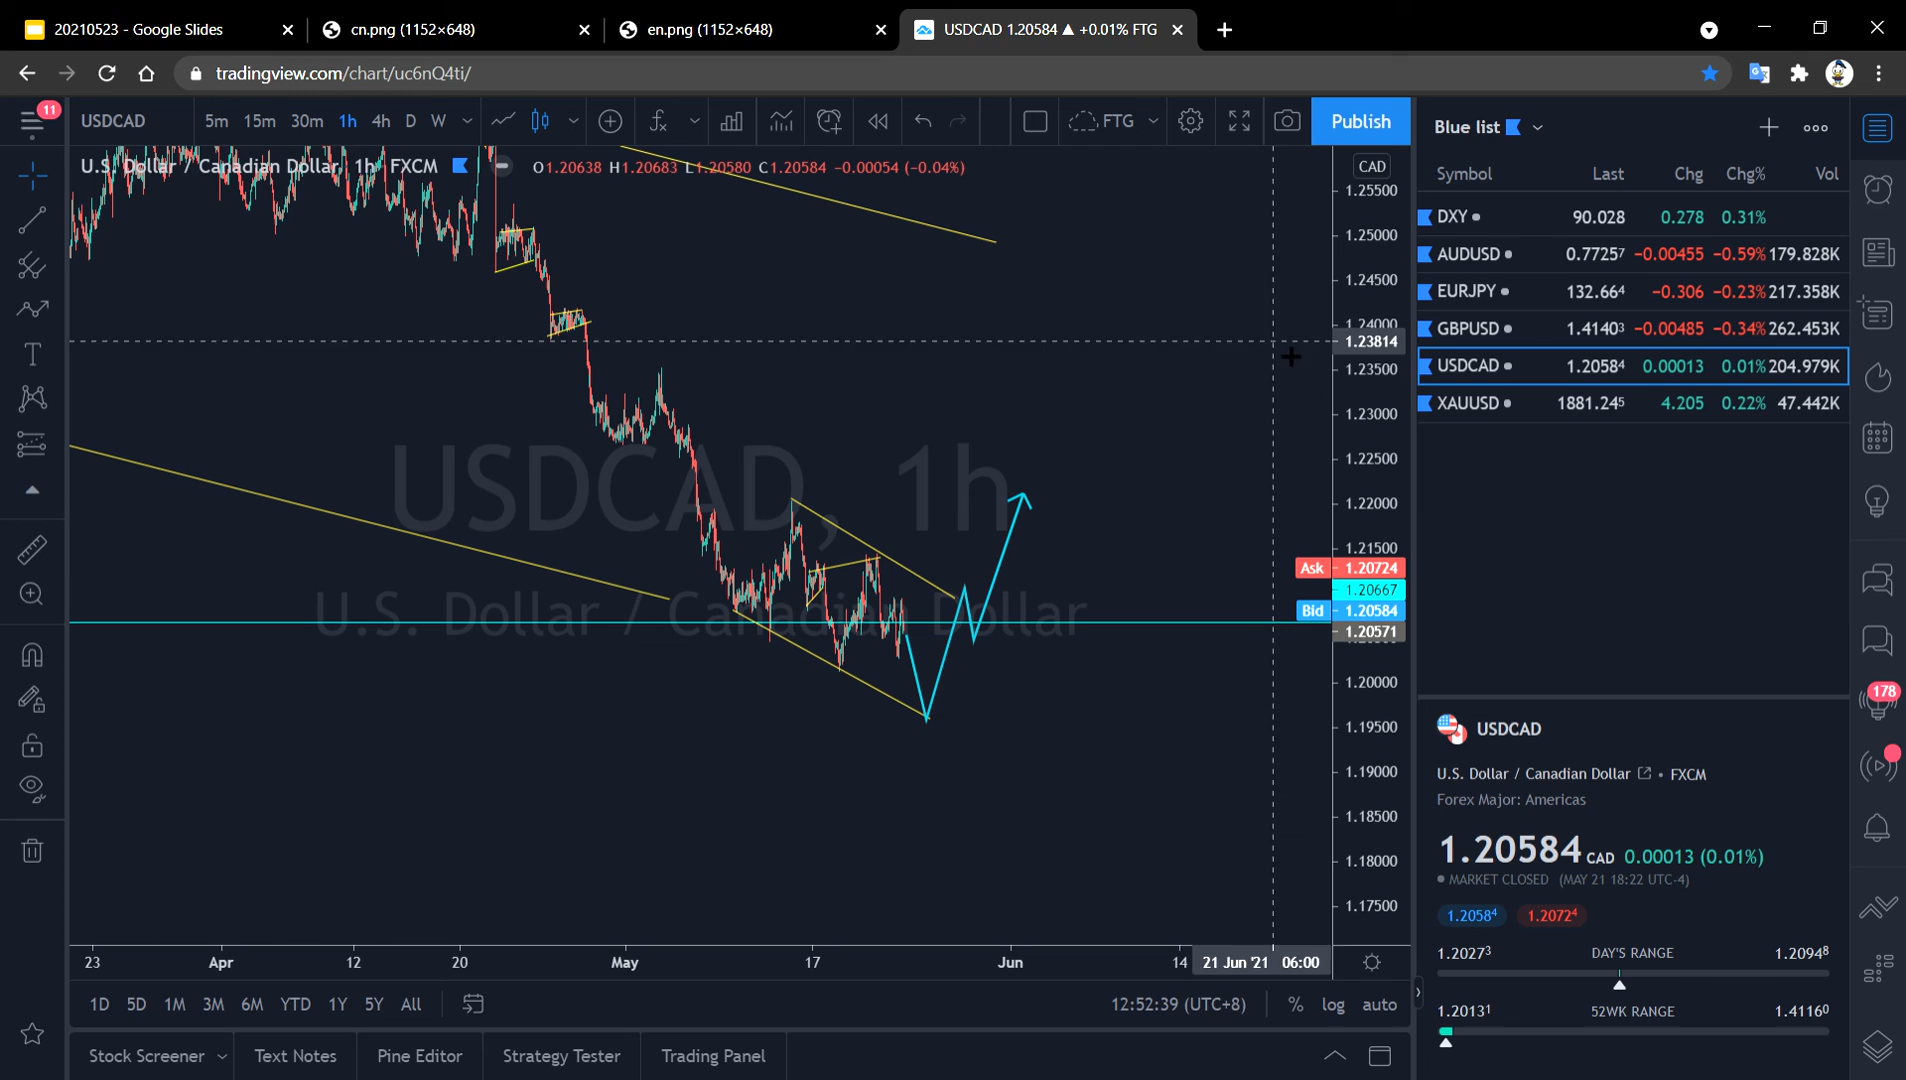 20210523 - Google Slides
cn.png (1152×648)
en.png (1152×648)
USDCAD 1.20584 ▲ +0.01% FTG
tradingview.com/chart/uc6nQ4ti/
11
USDCAD 5m 15m 30m 1h 4h D W
FTG
Publish
U.S. Dollar / Canadian Dollar, 1h, FXCM
O1.20638 H1.20683 L1.20580 C1.20584 −0.00054 (−0.04%)
CAD
1.25500
1.25000
1.24500
1.24000
1.23814
1.23500
1.23000
1.22500
1.22000
1.21500
Ask 1.20724
1.20667
Bid 1.20584
1.20571
1.20000
1.19500
1.19000
1.18500
1.18000
1.17500
USDCAD, 1h
U.S. Dollar / Canadian Dollar
23 Apr 12 20 May 17 Jun 14 21 Jun '21 06:00
1D 5D 1M 3M 6M YTD 1Y 5Y All
12:52:39 (UTC+8) % log auto
Stock Screener Text Notes Pine Editor Strategy Tester Trading Panel
Blue list
Symbol Last Chg Chg% Vol
DXY 90.028 0.278 0.31%
AUDUSD 0.77257 −0.00455 −0.59% 179.828K
EURJPY 132.664 −0.306 −0.23% 217.358K
GBPUSD 1.41403 −0.00485 −0.34% 262.453K
USDCAD 1.20584 0.00013 0.01% 204.979K
XAUUSD 1881.245 4.205 0.22% 47.442K
USDCAD
U.S. Dollar / Canadian Dollar • FXCM
Forex Major: Americas
1.20584 CAD 0.00013 (0.01%)
MARKET CLOSED (MAY 21 18:22 UTC-4)
1.20584 1.20724
1.20273 DAY'S RANGE 1.20948
1.20131 52WK RANGE 1.41160
178